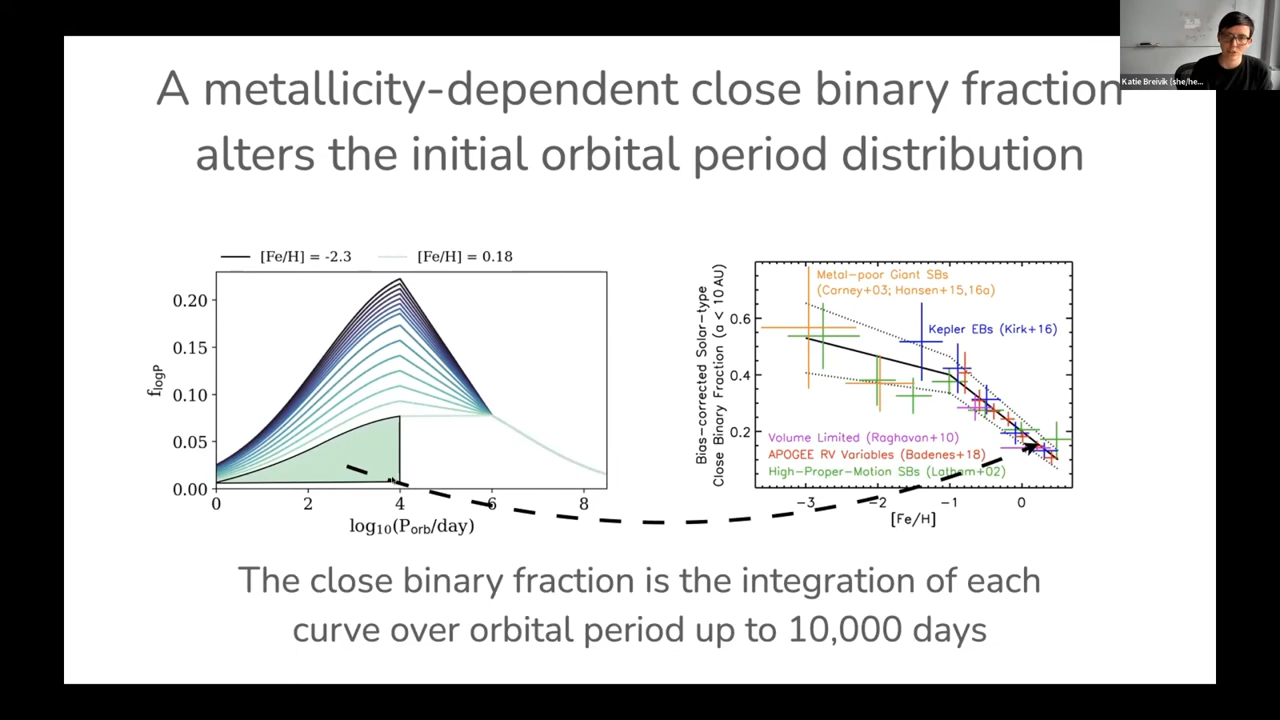 Katie Breivik (she/he...
A metallicity-dependent close binary fraction
alters the initial orbital period distribution
[Fe/H] = -2.3
[Fe/H] = 0.18
0.20
0.15
0.10
0.05
0.00
f_logP
0
2
4
6
8
log₁₀(P_orb/day)
Bias-corrected Solar-type
Close Binary Fraction (a < 10 AU)
0.6
0.4
0.2
Metal-poor Giant SBs
(Carney+03; Hansen+15,16a)
Kepler EBs (Kirk+16)
Volume Limited (Raghavan+10)
APOGEE RV Variables (Badenes+18)
High-Proper-Motion SBs (Latham+02)
−3
−2
−1
0
[Fe/H]
The close binary fraction is the integration of each
curve over orbital period up to 10,000 days